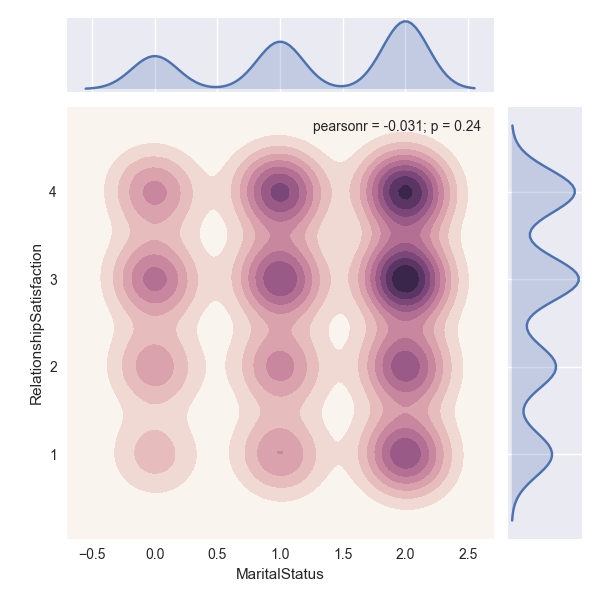 pearsonr = -0.031; p = 0.24
4
3
2
1
RelationshipSatisfaction
−0.5 0.0 0.5 1.0 1.5 2.0 2.5
MaritalStatus